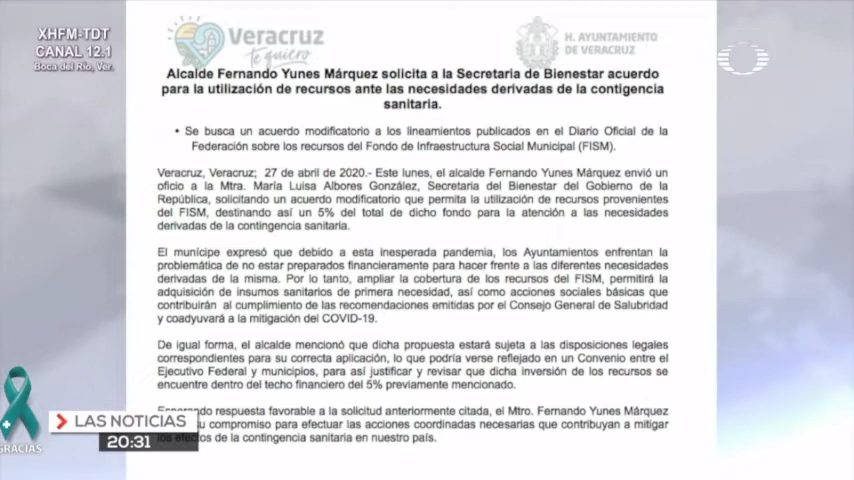 XHFM-TDT
CANAL 12.1
Boca del Río, Ver.
Veracruz
te quiero
H. AYUNTAMIENTO
DE VERACRUZ
Alcalde Fernando Yunes Márquez solicita a la Secretaria de Bienestar acuerdo
para la utilización de recursos ante las necesidades derivadas de la contigencia
sanitaria.
• Se busca un acuerdo modificatorio a los lineamientos publicados en el Diario Oficial de la
Federación sobre los recursos del Fondo de Infraestructura Social Municipal (FISM).
Veracruz, Veracruz; 27 de abril de 2020.- Este lunes, el alcalde Fernando Yunes Márquez envió un
oficio a la Mtra. María Luisa Albores González, Secretaria del Bienestar del Gobierno de la
República, solicitando un acuerdo modificatorio que permita la utilización de recursos provenientes
del FISM, destinando así un 5% del total de dicho fondo para la atención a las necesidades
derivadas de la contingencia sanitaria.
El munícipe expresó que debido a esta inesperada pandemia, los Ayuntamientos enfrentan la
problemática de no estar preparados financieramente para hacer frente a las diferentes necesidades
derivadas de la misma. Por lo tanto, ampliar la cobertura de los recursos del FISM, permitirá la
adquisición de insumos sanitarios de primera necesidad, así como acciones sociales básicas que
contribuirán al cumplimiento de las recomendaciones emitidas por el Consejo General de Salubridad
y coadyuvará a la mitigación del COVID-19.
De igual forma, el alcalde mencionó que dicha propuesta estará sujeta a las disposiciones legales
correspondientes para su correcta aplicación, lo que podría verse reflejado en un Convenio entre el
Ejecutivo Federal y municipios, para así justificar y revisar que dicha inversión de los recursos se
encuentre dentro del techo financiero del 5% previamente mencionado.
respuesta favorable a la solicitud anteriormente citada, el Mtro. Fernando Yunes Márquez
su compromiso para efectuar las acciones coordinadas necesarias que contribuyan a mitigar
los efectos de la contingencia sanitaria en nuestro país.
LAS NOTICIAS
20:31
GRACIAS